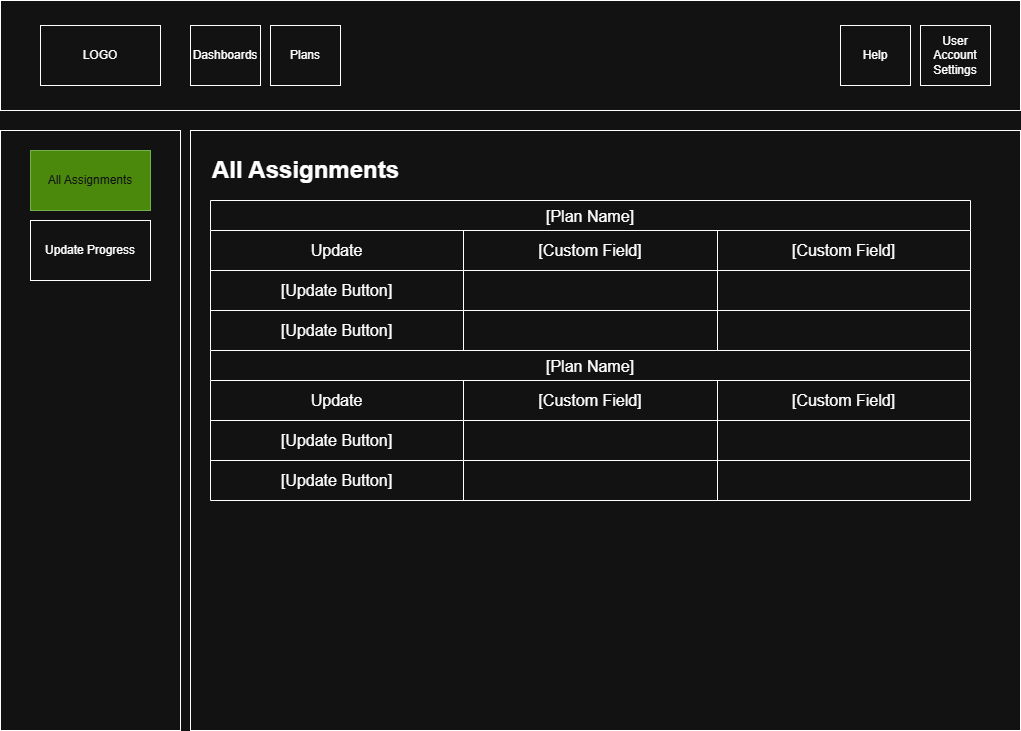 LOGO
Dashboards
Plans
Help
User
Account
Settings
All Assignments
Update Progress
All Assignments
[Plan Name]
Update [Custom Field] [Custom Field]
[Update Button]
[Update Button]
[Plan Name]
Update [Custom Field] [Custom Field]
[Update Button]
[Update Button]